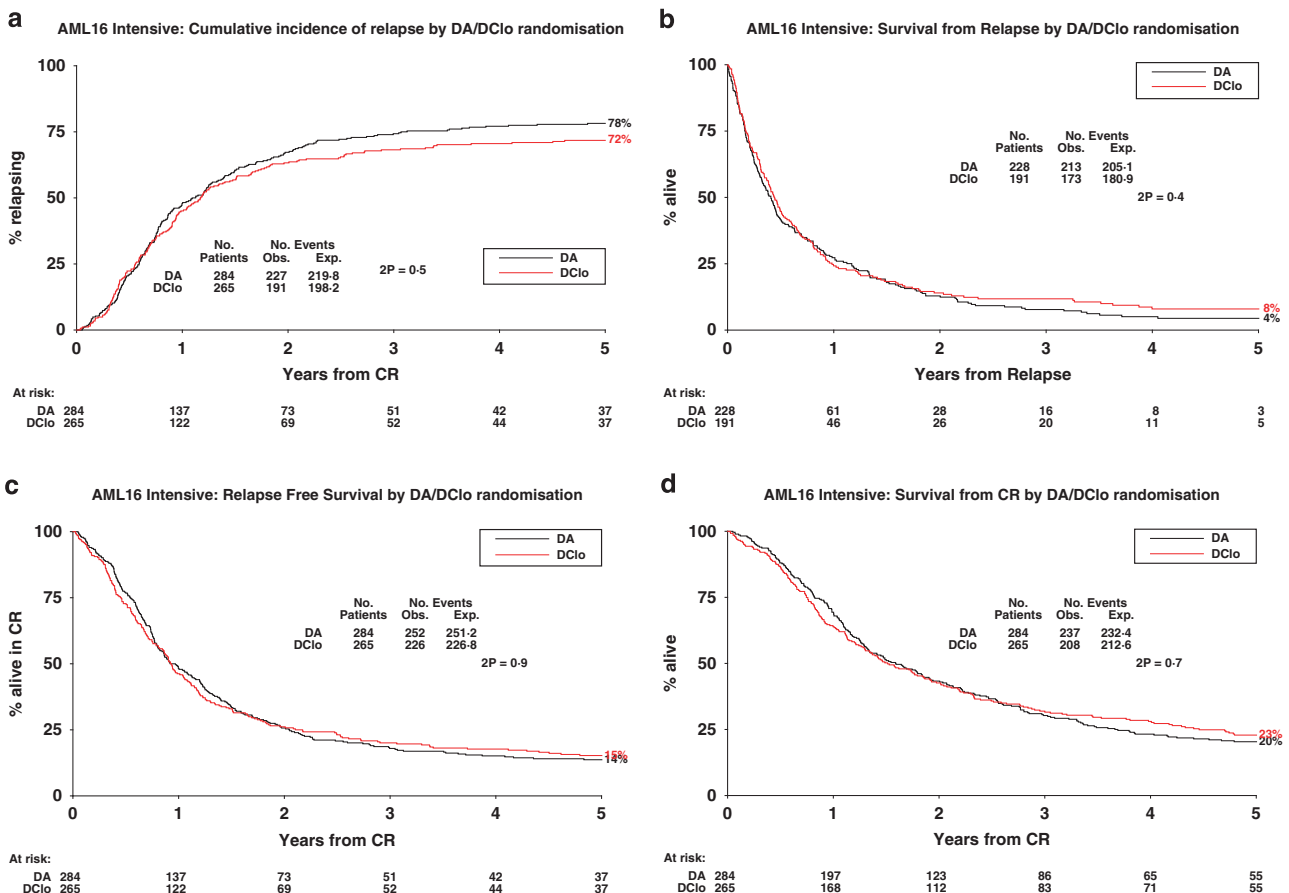 a
AML16 Intensive: Cumulative incidence of relapse by DA/DClo randomisation
100
75
50
25
0
% relapsing
78%
72%
No. No. Events
Patients Obs. Exp.
DA 284 227 219·8
DClo 265 191 198·2
2P = 0·5
DA
DClo
0 1 2 3 4 5
Years from CR
At risk:
DA 284 137 73 51 42 37
DClo 265 122 69 52 44 37
b
AML16 Intensive: Survival from Relapse by DA/DClo randomisation
100
75
50
25
0
% alive
DA
DClo
No. No. Events
Patients Obs. Exp.
DA 228 213 205·1
DClo 191 173 180·9
2P = 0·4
8%
4%
0 1 2 3 4 5
Years from Relapse
At risk:
DA 228 61 28 16 8 3
DClo 191 46 26 20 11 5
c
AML16 Intensive: Relapse Free Survival by DA/DClo randomisation
100
75
50
25
0
% alive in CR
DA
DClo
No. No. Events
Patients Obs. Exp.
DA 284 252 251·2
DClo 265 226 226·8
2P = 0·9
15%
14%
0 1 2 3 4 5
Years from CR
At risk:
DA 284 137 73 51 42 37
DClo 265 122 69 52 44 37
d
AML16 Intensive: Survival from CR by DA/DClo randomisation
100
75
50
25
0
% alive
DA
DClo
No. No. Events
Patients Obs. Exp.
DA 284 237 232·4
DClo 265 208 212·6
2P = 0·7
23%
20%
0 1 2 3 4 5
Years from CR
At risk:
DA 284 197 123 86 65 55
DClo 265 168 112 83 71 55